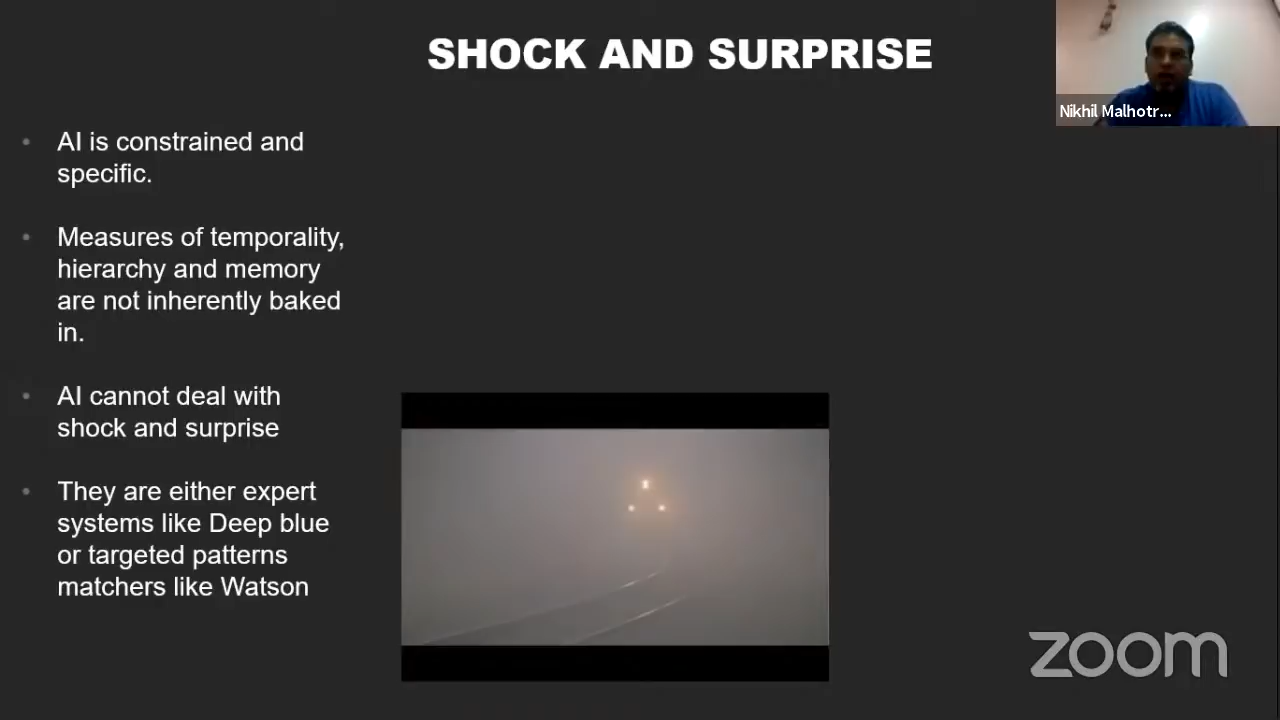 SHOCK AND SURPRISE
Nikhil Malhotr...
AI is constrained and
specific.
Measures of temporality,
hierarchy and memory
are not inherently baked
in.
AI cannot deal with
shock and surprise
They are either expert
systems like Deep blue
or targeted patterns
matchers like Watson
zoom